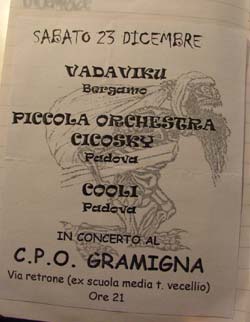 SABATO 23 DICEMBRE
VADAVIKU
Bergamo
PICCOLA ORCHESTRA
CICOSKY
Padova
COOLI
Padova
IN CONCERTO AL
C.P.O. GRAMIGNA
Via retrone (ex scuola media t. vecellio)
Ore 21